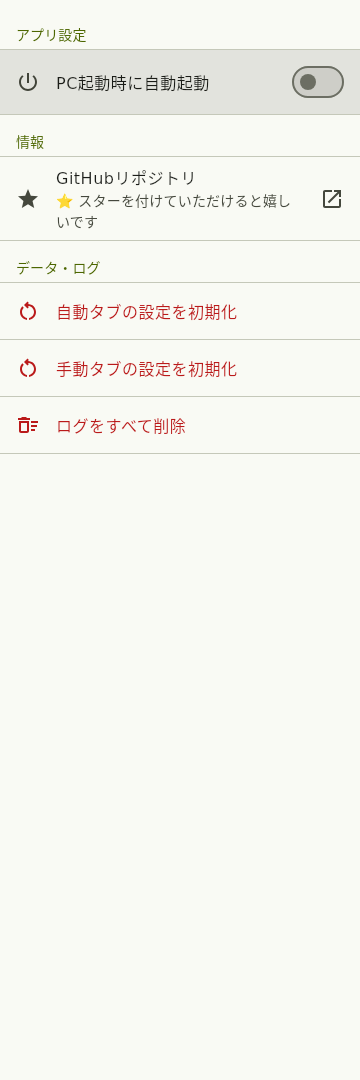 アプリ設定
PC起動時に自動起動
情報
GitHubリポジトリ
⭐ スターを付けていただけると嬉し
いです
データ・ログ
自動タブの設定を初期化
手動タブの設定を初期化
ログをすべて削除